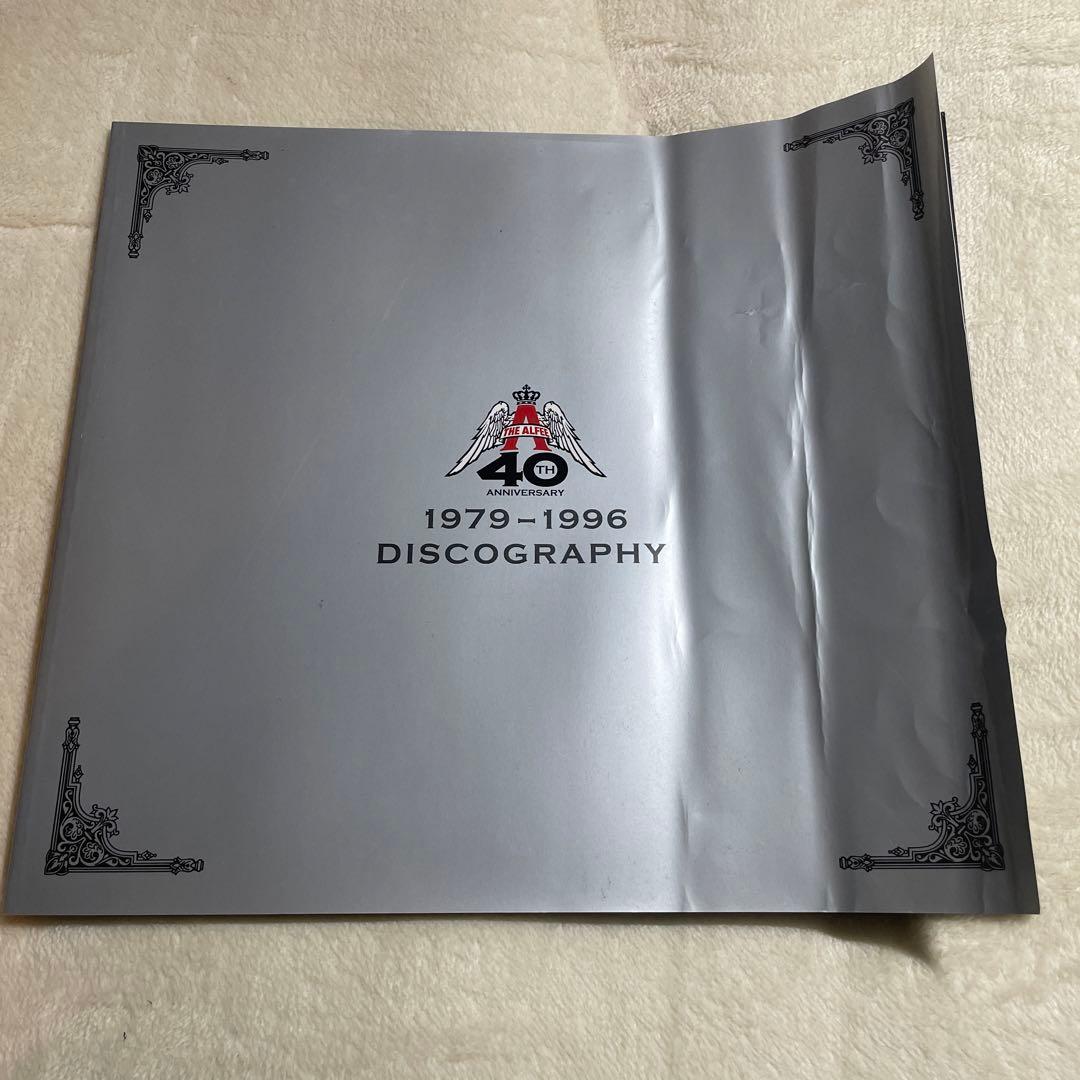 A
THE ALFEE
40TH
ANNIVERSARY
1979-1996
DISCOGRAPHY